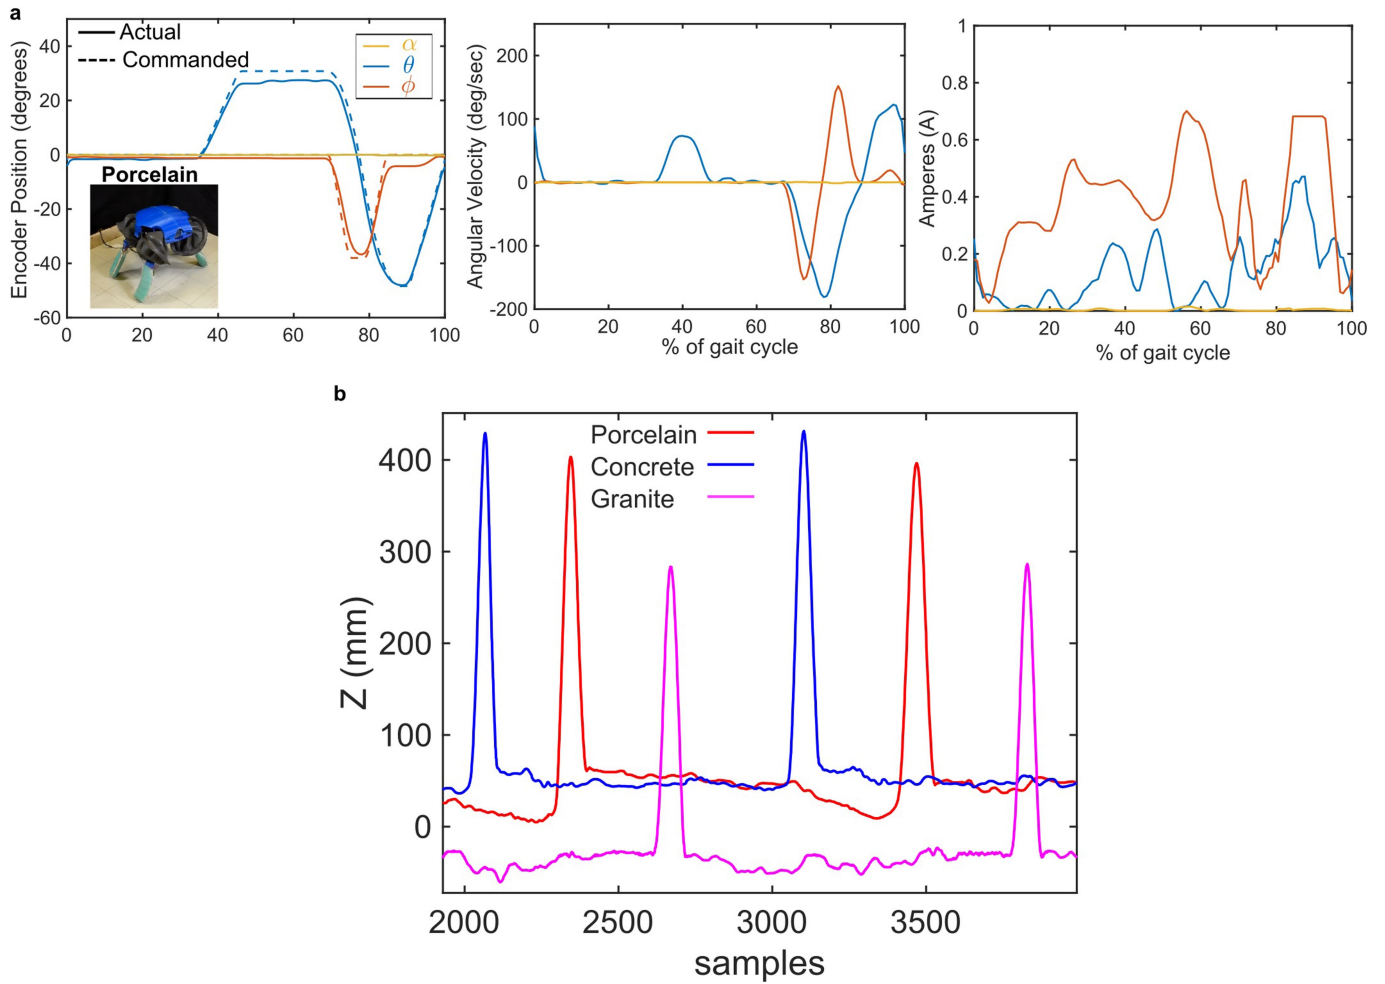 a
Actual
Commanded
α
θ
ϕ
Encoder Position (degrees)
40
20
0
-20
-40
-60
0 20 40 60 80 100
Porcelain
Angular Velocity (deg/sec)
200
100
0
-100
-200
0 20 40 60 80 100
% of gait cycle
Amperes (A)
1
0.8
0.6
0.4
0.2
0
0 20 40 60 80 100
% of gait cycle
b
Porcelain
Concrete
Granite
Z (mm)
400
300
200
100
0
2000 2500 3000 3500
samples